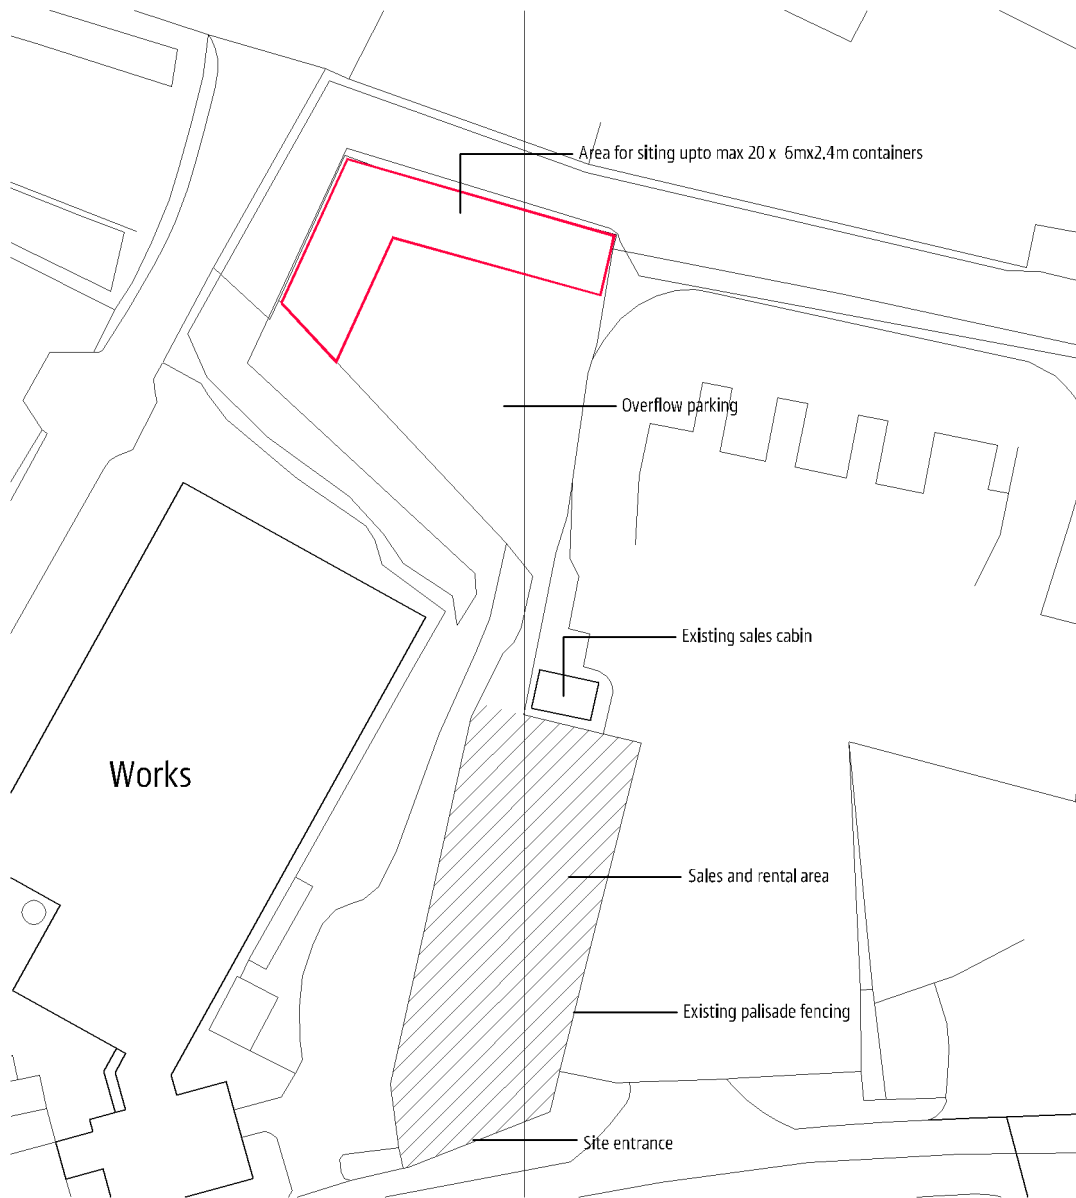 Area for siting upto max 20 x 6mx2.4m containers
Overflow parking
Existing sales cabin
Works
Sales and rental area
Existing palisade fencing
Site entrance